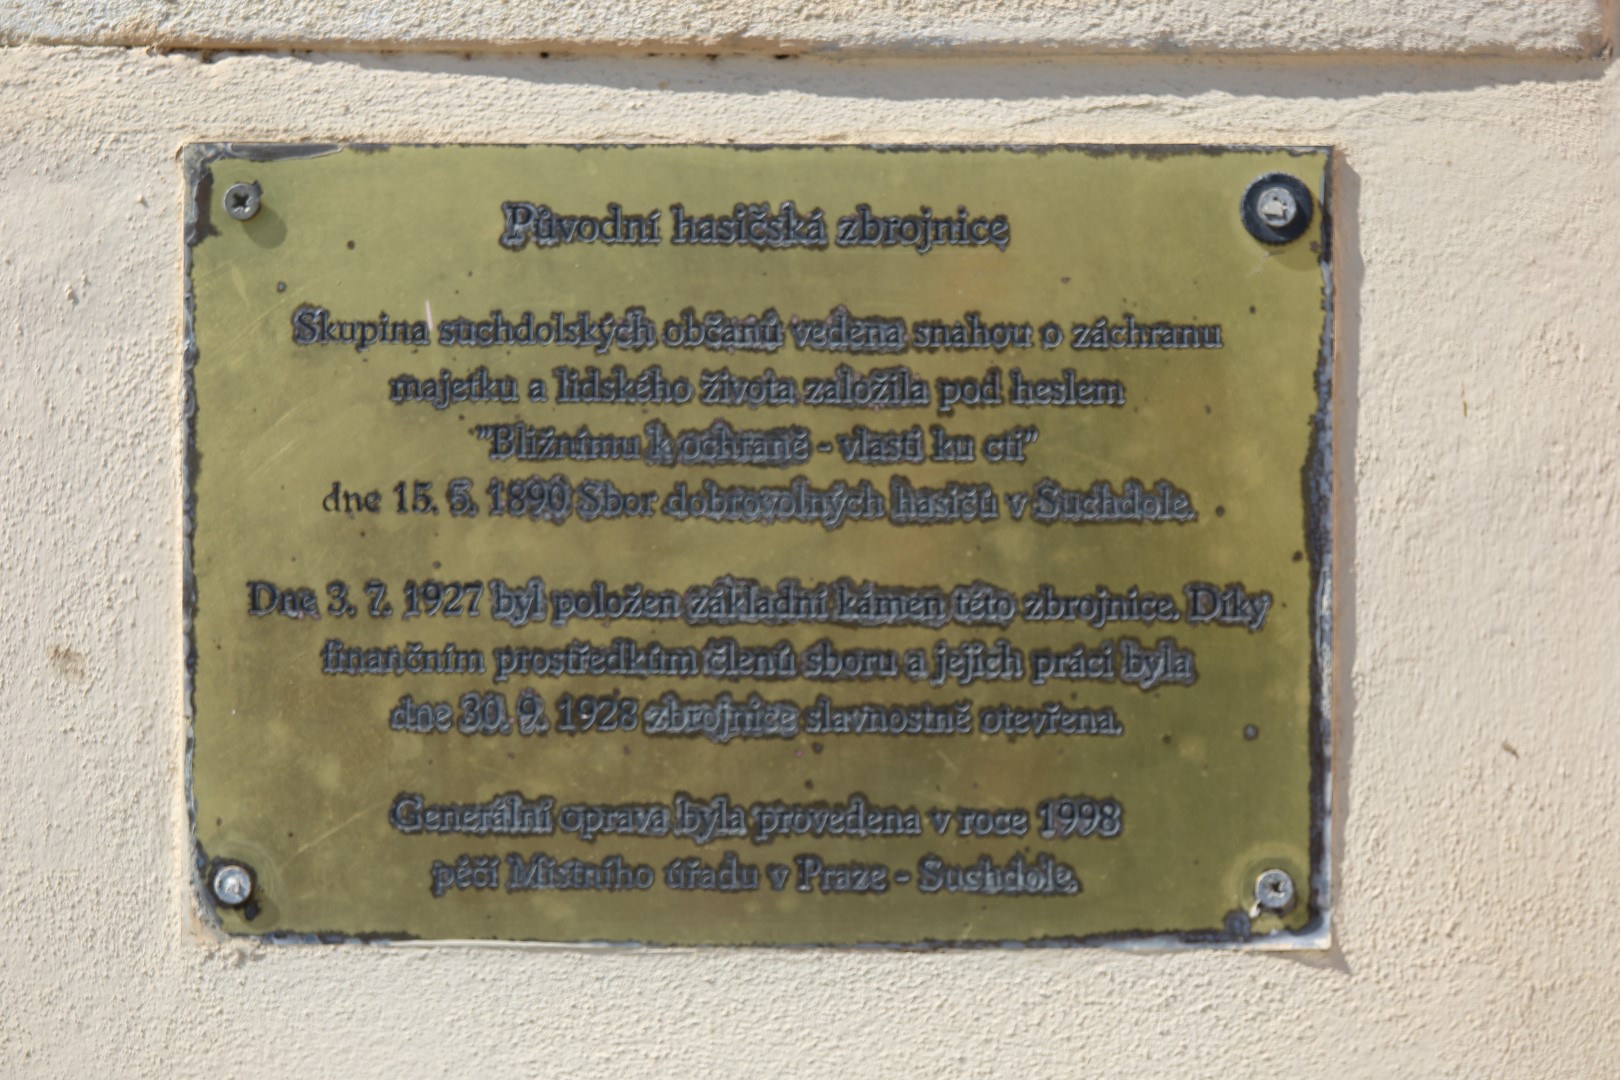 Původní hasičská zbrojnice
Skupina suchdolských občanů vedena snahou o záchranu
majetku a lidského života založila pod heslem
"Bližnímu k ochraně - vlasti ku cti"
dne 15. 5. 1890 Sbor dobrovolných hasičů v Suchdole.
Dne 3. 7. 1927 byl položen základní kámen této zbrojnice. Díky
finančním prostředkům členů sboru a jejich práci byla
dne 30. 9. 1928 zbrojnice slavnostně otevřena.
Generální oprava byla provedena v roce 1998
péčí Místního úřadu v Praze - Suchdole.